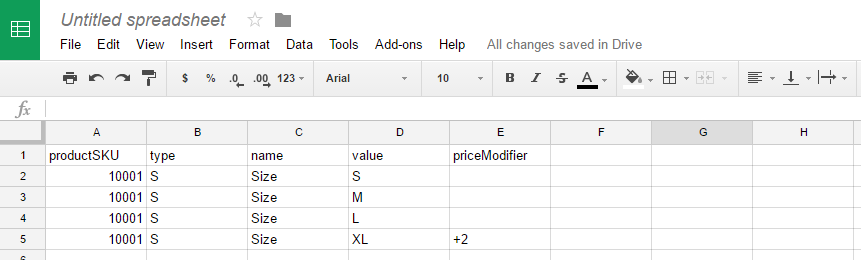 Untitled spreadsheet
File Edit View Insert Format Data Tools Add-ons Help All changes saved in Drive
$ % .0 .00 123 Arial 10 B I S A
fx
A B C D E F G H
1 productSKU type name value priceModifier
2 10001 S Size S
3 10001 S Size M
4 10001 S Size L
5 10001 S Size XL +2